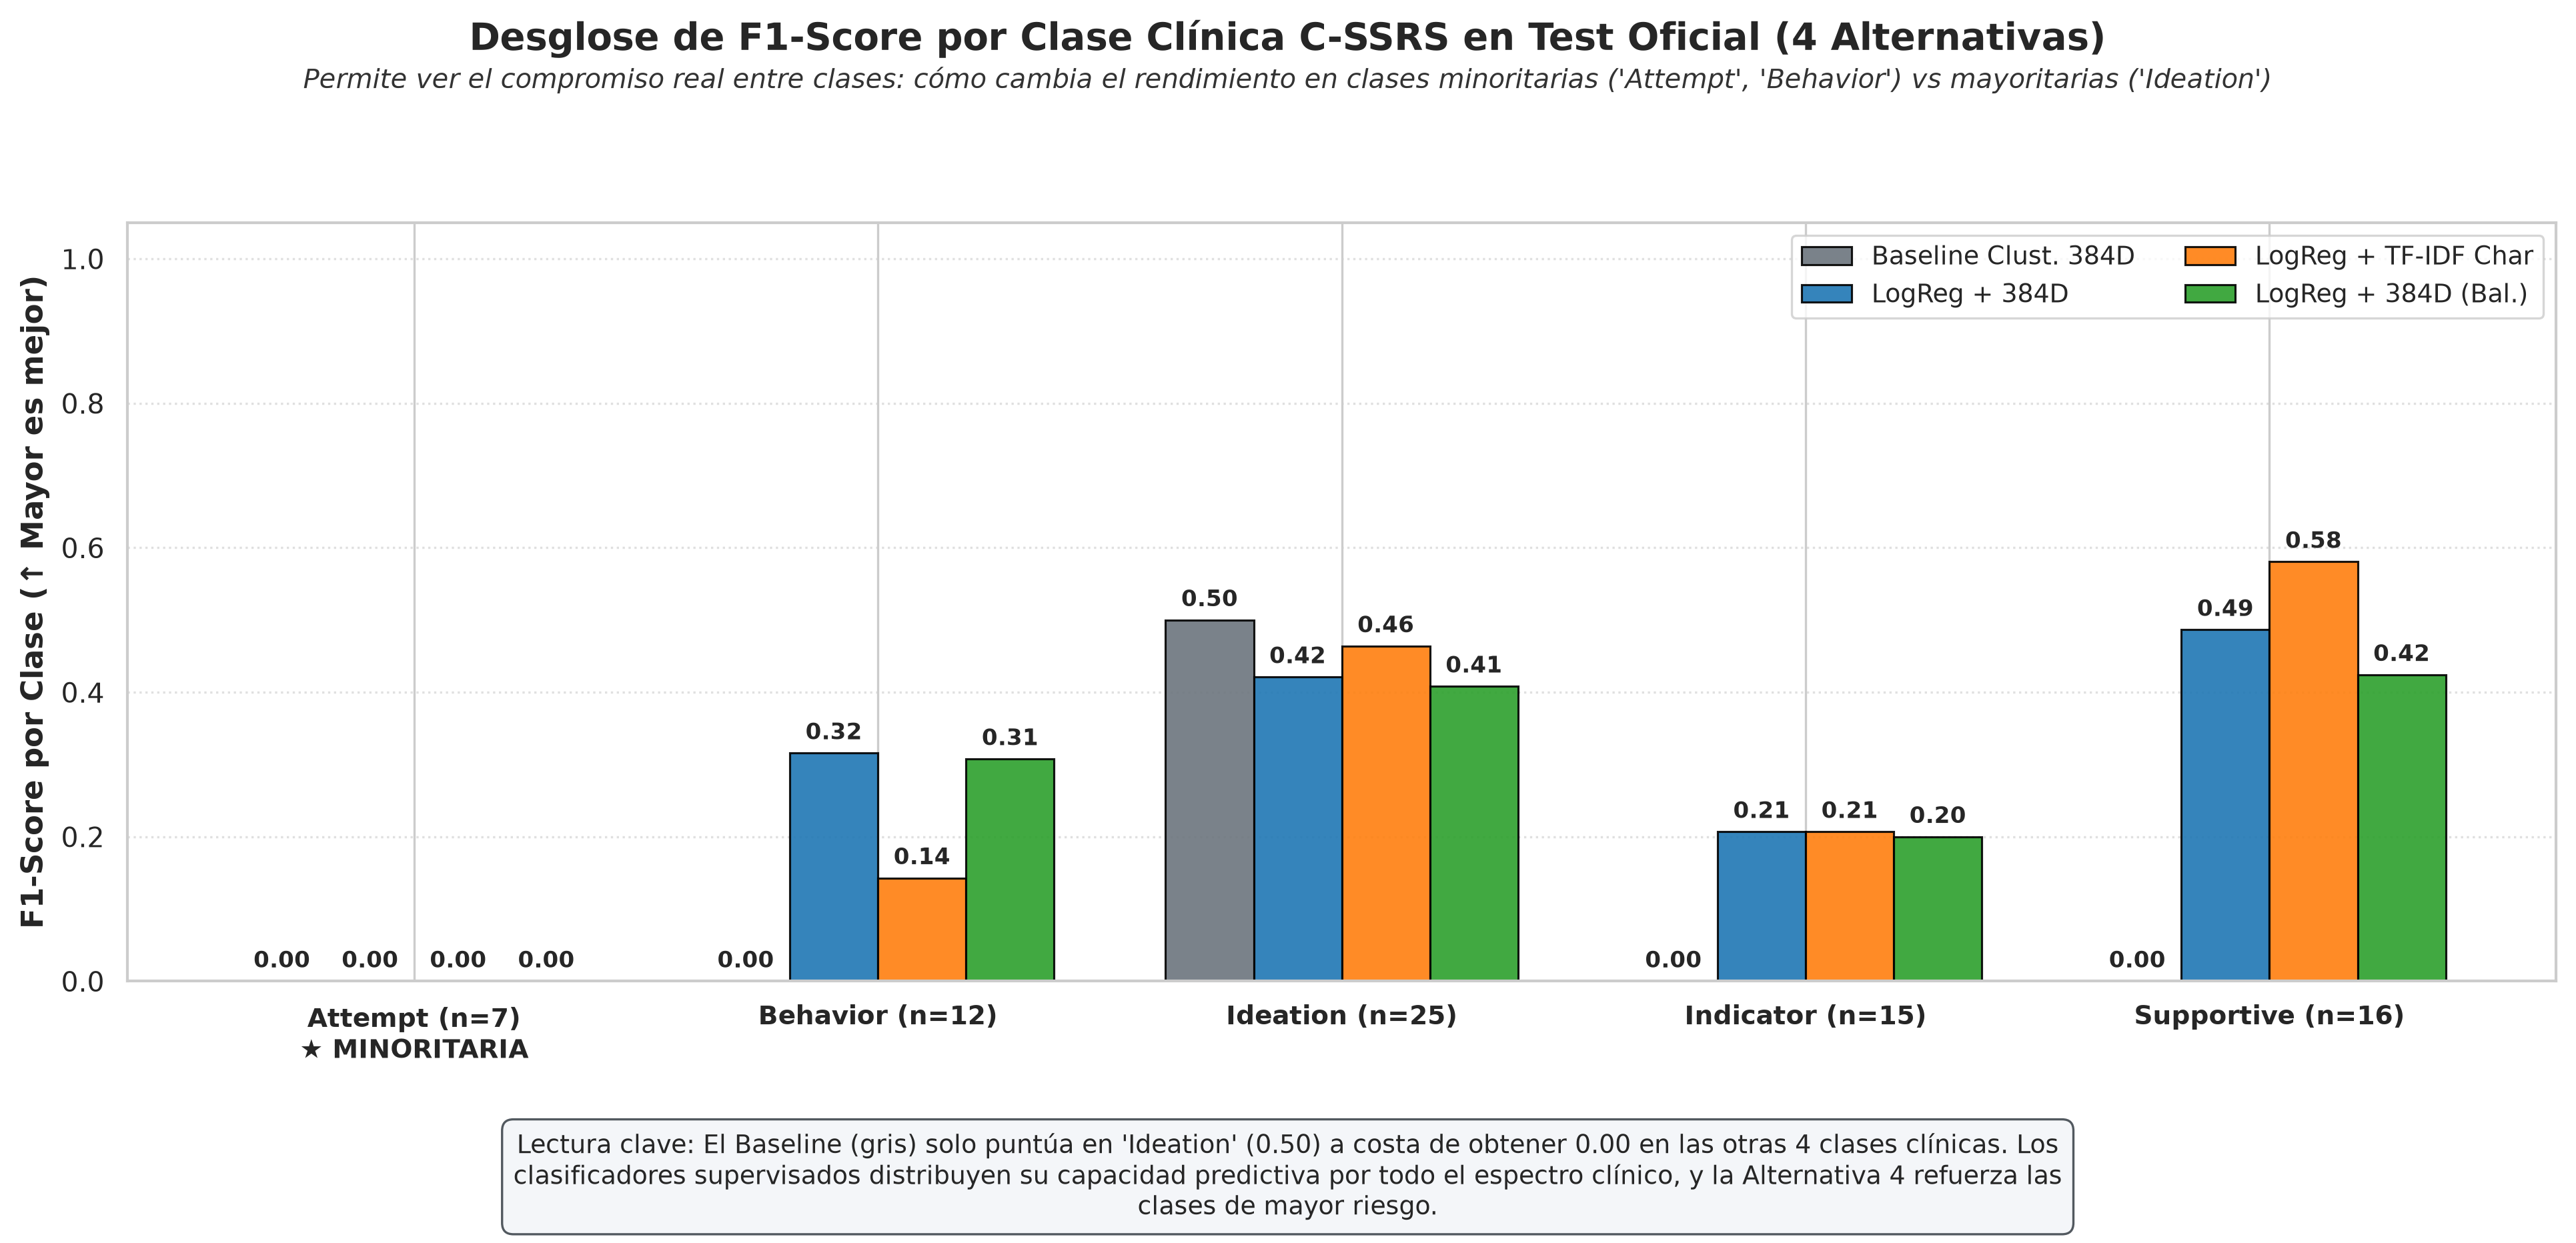 Desglose de F1-Score por Clase Clínica C-SSRS en Test Oficial (4 Alternativas)
Permite ver el compromiso real entre clases: cómo cambia el rendimiento en clases minoritarias ('Attempt', 'Behavior') vs mayoritarias ('Ideation')
F1-Score por Clase (↑ Mayor es mejor)
1.0
0.8
0.6
0.4
0.2
0.0
Baseline Clust. 384D
LogReg + 384D
LogReg + TF-IDF Char
LogReg + 384D (Bal.)
0.00 0.00 0.00 0.00
0.00 0.32 0.14 0.31
0.50 0.42 0.46 0.41
0.00 0.21 0.21 0.20
0.00 0.49 0.58 0.42
Attempt (n=7)
★ MINORITARIA
Behavior (n=12)
Ideation (n=25)
Indicator (n=15)
Supportive (n=16)
Lectura clave: El Baseline (gris) solo puntúa en 'Ideation' (0.50) a costa de obtener 0.00 en las otras 4 clases clínicas. Los
clasificadores supervisados distribuyen su capacidad predictiva por todo el espectro clínico, y la Alternativa 4 refuerza las
clases de mayor riesgo.